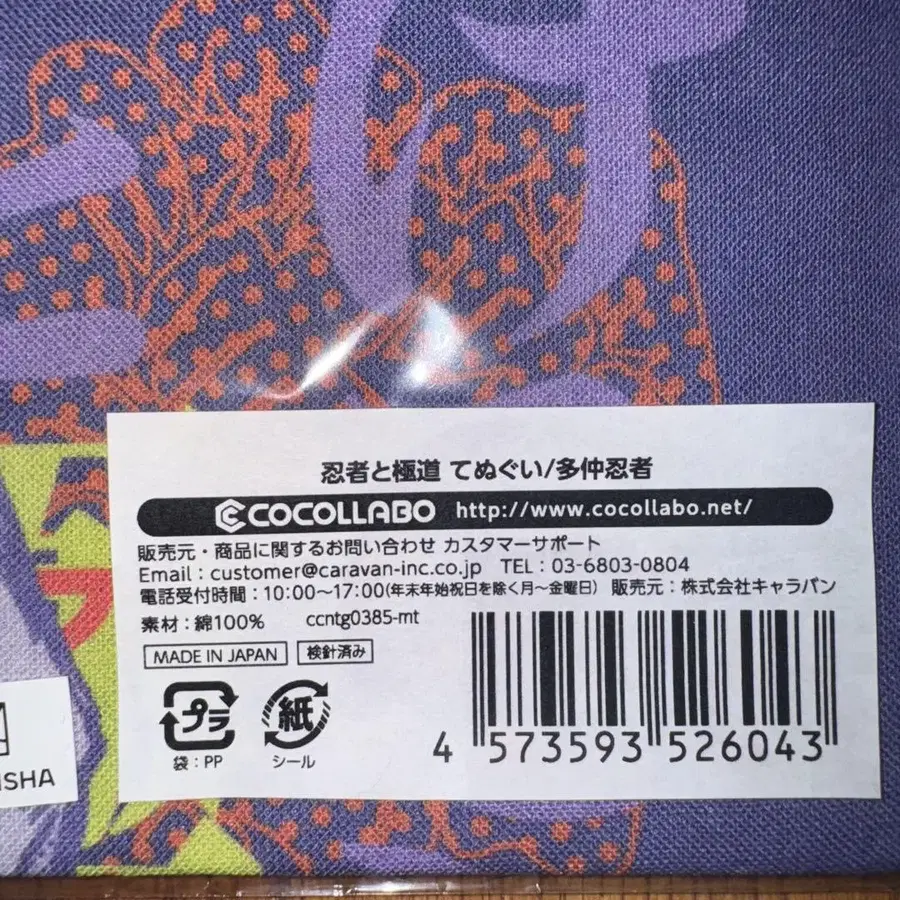 忍者と極道 てぬぐい/多仲忍者
COCOLLABO http://www.cocollabo.net/
販売元・商品に関するお問い合わせ カスタマーサポート
Email：customer@caravan-inc.co.jp TEL：03-6803-0804
電話受付時間：10:00〜17:00(年末年始祝日を除く月〜金曜日) 販売元：株式会社キャラバン
素材：綿100% ccntg0385-mt
MADE IN JAPAN 検針済み
プラ 紙
袋：PP シール
4 573593 526043